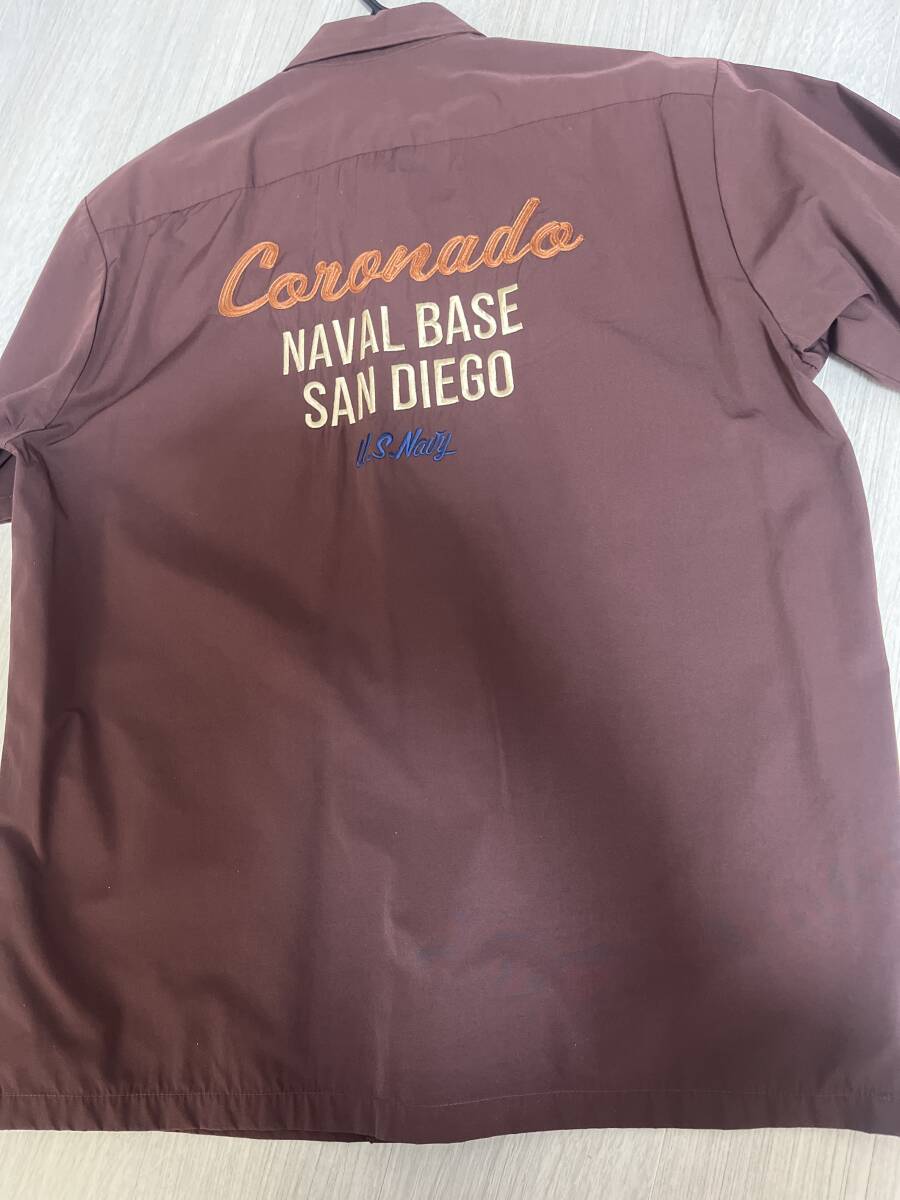 Coronado
NAVAL BASE
SAN DIEGO
U.S. Navy